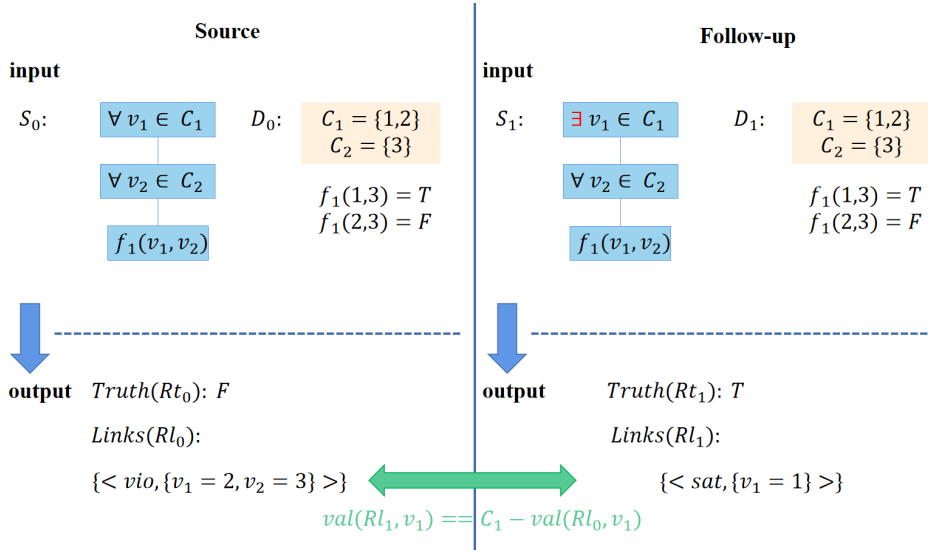 Source
input
S₀:
∀ v₁ ∈ C₁
∀ v₂ ∈ C₂
f₁(v₁, v₂)
D₀:
C₁ = {1,2}
C₂ = {3}
f₁(1,3) = T
f₁(2,3) = F
output
Truth(Rt₀): F
Links(Rl₀):
{< vio, {v₁ = 2, v₂ = 3} >}
Follow-up
input
S₁:
∃ v₁ ∈ C₁
∀ v₂ ∈ C₂
f₁(v₁, v₂)
D₁:
C₁ = {1,2}
C₂ = {3}
f₁(1,3) = T
f₁(2,3) = F
Truth(Rt₁): T
Links(Rl₁):
{< sat, {v₁ = 1} >}
val(Rl₁, v₁) == C₁ − val(Rl₀, v₁)